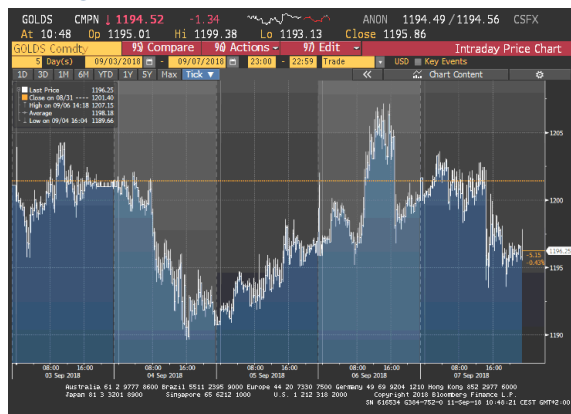 GOLDS CMPN ↓ 1194.52 -1.34 ANON 1194.49/1194.56 CSFX
At 10:48 Op 1195.01 Hi 1199.38 Lo 1193.13 Close 1195.86
GOLDS Comdty 95) Compare 96) Actions 97) Edit Intraday Price Chart
5 Day(s) 09/03/2018 - 09/07/2018 23:00 - 22:59 Trade USD Key Events
1D 3D 1M 6M YTD 1Y 5Y Max Tick ▼ « Chart Content
Last Price 1196.25
Close on 08/31 ---- 1201.40
High on 09/06 14:18 1207.15
Average 1198.18
Low on 09/04 16:04 1189.66
1205
1200
1196.25
-5.15
-0.43%
1195
1190
08:00 16:00 08:00 16:00 08:00 16:00 08:00 16:00 08:00 16:00
03 Sep 2018 04 Sep 2018 05 Sep 2018 06 Sep 2018 07 Sep 2018
Australia 61 2 9777 8600 Brazil 5511 2395 9000 Europe 44 20 7330 7500 Germany 49 69 9204 1210 Hong Kong 852 2977 6000
Japan 81 3 3201 8900 Singapore 65 6212 1000 U.S. 1 212 318 2000 Copyright 2018 Bloomberg Finance L.P.
SN 616534 G384-752-0 11-Sep-18 10:48:21 CEST GMT+2:00